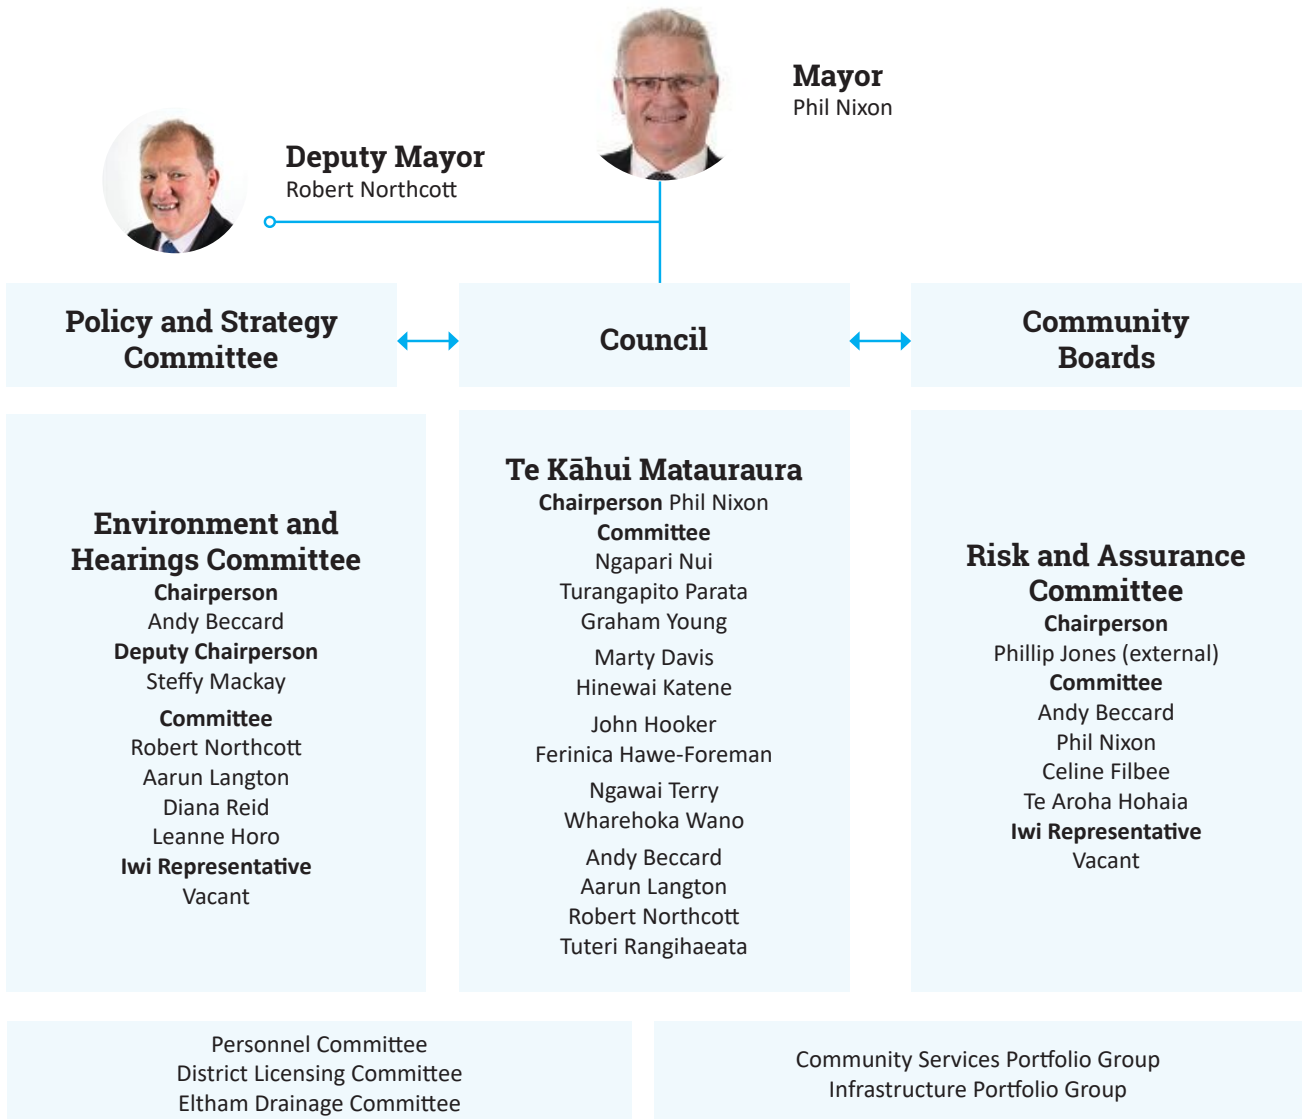 Mayor
Phil Nixon
Deputy Mayor
Robert Northcott
Policy and Strategy
Committee
Council
Community
Boards
Environment and
Hearings Committee
Chairperson
Andy Beccard
Deputy Chairperson
Steffy Mackay
Committee
Robert Northcott
Aarun Langton
Diana Reid
Leanne Horo
Iwi Representative
Vacant
Te Kāhui Matauraura
Chairperson Phil Nixon
Committee
Ngapari Nui
Turangapito Parata
Graham Young
Marty Davis
Hinewai Katene
John Hooker
Ferinica Hawe-Foreman
Ngawai Terry
Wharehoka Wano
Andy Beccard
Aarun Langton
Robert Northcott
Tuteri Rangihaeata
Risk and Assurance
Committee
Chairperson
Phillip Jones (external)
Committee
Andy Beccard
Phil Nixon
Celine Filbee
Te Aroha Hohaia
Iwi Representative
Vacant
Personnel Committee
District Licensing Committee
Eltham Drainage Committee
Community Services Portfolio Group
Infrastructure Portfolio Group